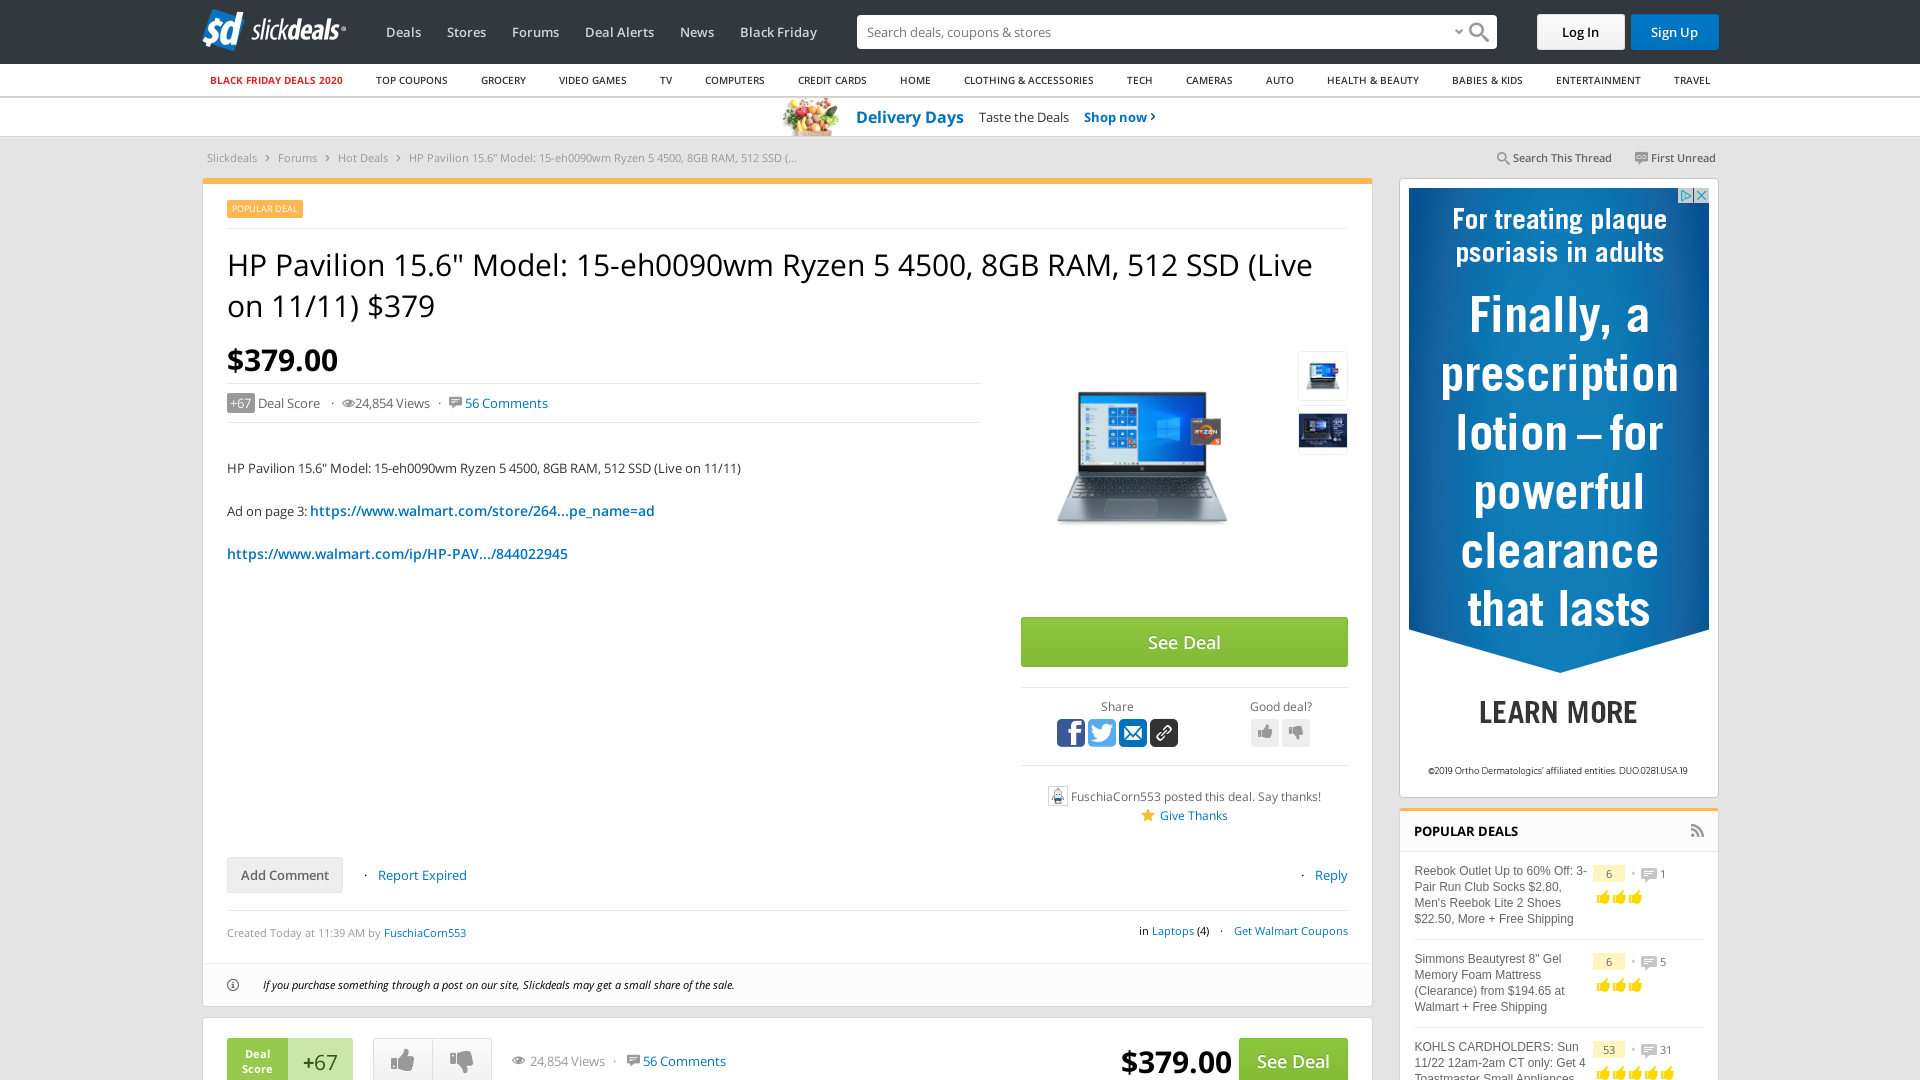 sd slickdeals
Deals Stores Forums Deal Alerts News Black Friday Search deals, coupons & shopping Log In Sign Up
BLACK FRIDAY DEALS 2020 TOP COUPONS GROCERY VIDEO GAMES TV COMPUTERS CREDIT CARDS HOME CLOTHING & ACCESSORIES TECH CAMERAS AUTO HEALTH & BEAUTY BABIES & KIDS ENTERTAINMENT TRAVEL
Delivery Days Taste the Deals Shop now
Slickdeals > Forums > Hot Deals > HP Pavilion 15.6" Model: 15-eh0090wm Ryzen 5 4500, 8GB RAM, 512 SSD (...
Search This Thread First Unread
POPULAR DEAL
HP Pavilion 15.6" Model: 15-eh0090wm Ryzen 5 4500, 8GB RAM, 512 SSD (Live
on 11/11) $379
$379.00
+67 Deal Score · 24,854 Views · 56 Comments
HP Pavilion 15.6" Model: 15-eh0090wm Ryzen 5 4500, 8GB RAM, 512 SSD (Live on 11/11)
Ad on page 3: https://www.walmart.com/store/264...pe_name=ad
https://www.walmart.com/ip/HP-PAV.../844022945
RYZEN
See Deal
Share
Good deal?
FuschiaCorn553 posted this deal. Say thanks!
Give Thanks
Add Comment · Report Expired · Reply
Created Today at 11:39 AM by FuschiaCorn553
in Laptops (4) · Get Walmart Coupons
If you purchase something through a post on our site, Slickdeals may get a small share of the sale.
Deal
Score
+67
24,854 Views · 56 Comments
$379.00
See Deal
For treating plaque
psoriasis in adults
Finally, a
prescription
lotion – for
powerful
clearance
that lasts
LEARN MORE
©2019 Ortho Dermatologics' affiliated entities. DUO.0281.USA.19
POPULAR DEALS
Reebok Outlet Up to 60% Off: 3-
Pair Run Club Socks $2.80,
Men's Reebok Lite 2 Shoes
$22.50, More + Free Shipping
6 • 1
Simmons Beautyrest 8" Gel
Memory Foam Mattress
(Clearance) from $194.65 at
Walmart + Free Shipping
6 • 5
KOHLS CARDHOLDERS: Sun
11/22 12am-2am CT only: Get 4
Toastmaster Small Appliances
53 • 31